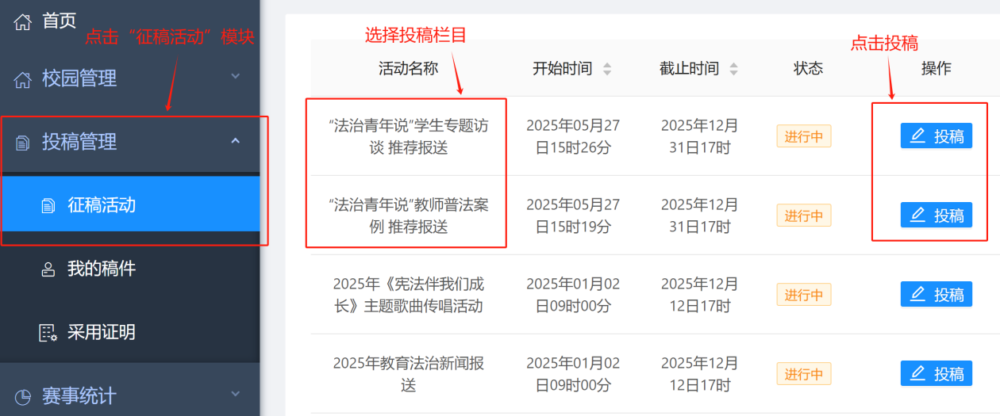 首页
点击“征稿活动”模块
校园管理
投稿管理
征稿活动
我的稿件
采用证明
赛事统计
选择投稿栏目
点击投稿
活动名称 开始时间 截止时间 状态 操作
“法治青年说”学生专题访 2025年05月27 2025年12月 进行中 投稿
谈 推荐报送 日15时26分 31日17时
“法治青年说”教师普法案 2025年05月27 2025年12月 进行中 投稿
例 推荐报送 日15时19分 31日17时
2025年《宪法伴我们成 2025年01月02 2025年12月 进行中 投稿
长》主题歌曲传唱活动 日09时00分 12日17时
2025年教育法治新闻报 2025年01月02 2025年12月 进行中 投稿
送 日09时00分 12日17时